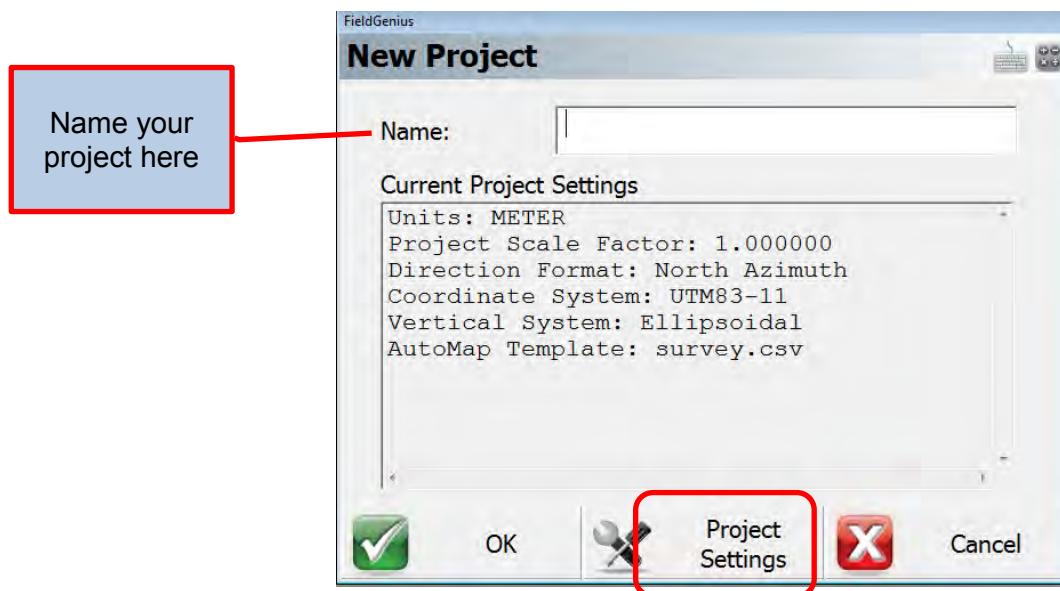 FieldGenius
New Project
Name your
project here
Name:
Current Project Settings
Units: METER
Project Scale Factor: 1.000000
Direction Format: North Azimuth
Coordinate System: UTM83-11
Vertical System: Ellipsoidal
AutoMap Template: survey.csv
OK
Project
Settings
Cancel